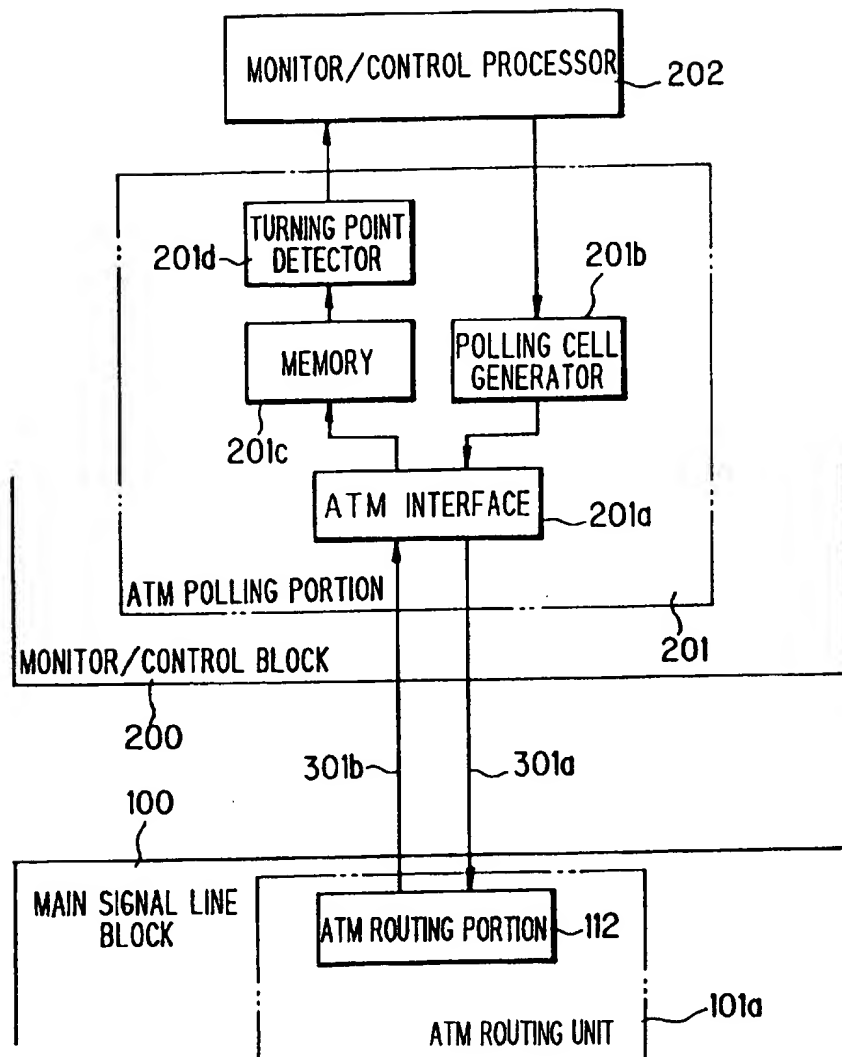 MONITOR/CONTROL PROCESSOR
202
TURNING POINT
DETECTOR
201d
201b
MEMORY
POLLING CELL
GENERATOR
201c
ATM INTERFACE
201a
ATM POLLING PORTION
201
MONITOR/CONTROL BLOCK
200
301b
301a
100
MAIN SIGNAL LINE
BLOCK
ATM ROUTING PORTION
112
101a
ATM ROUTING UNIT